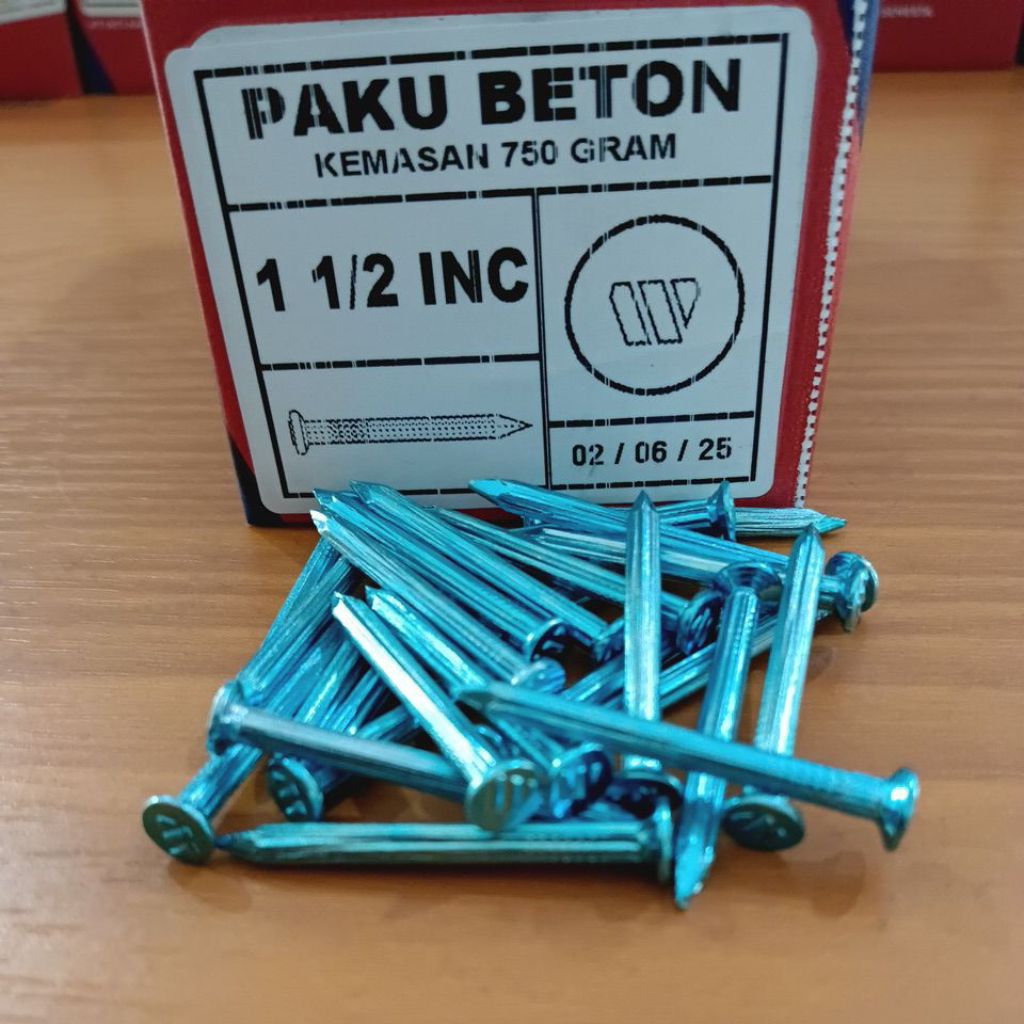 PAKU BETON
KEMASAN 750 GRAM
1 1/2 INC
02 / 06 / 25